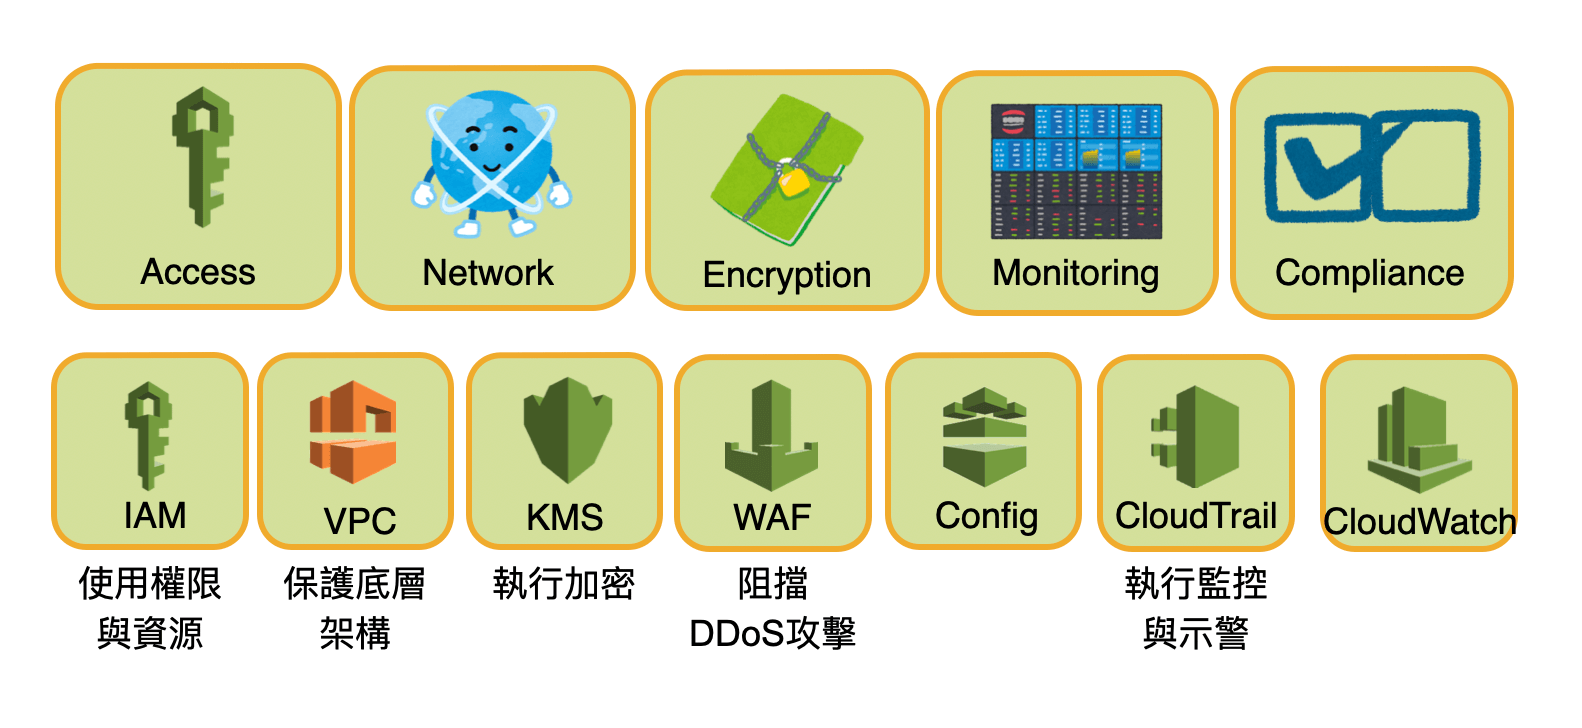 Access
Network
Encryption
Monitoring
Compliance
IAM
VPC
KMS
WAF
Config
CloudTrail
CloudWatch
使用權限
與資源
保護底層
架構
執行加密
阻擋
DDoS攻擊
執行監控
與示警